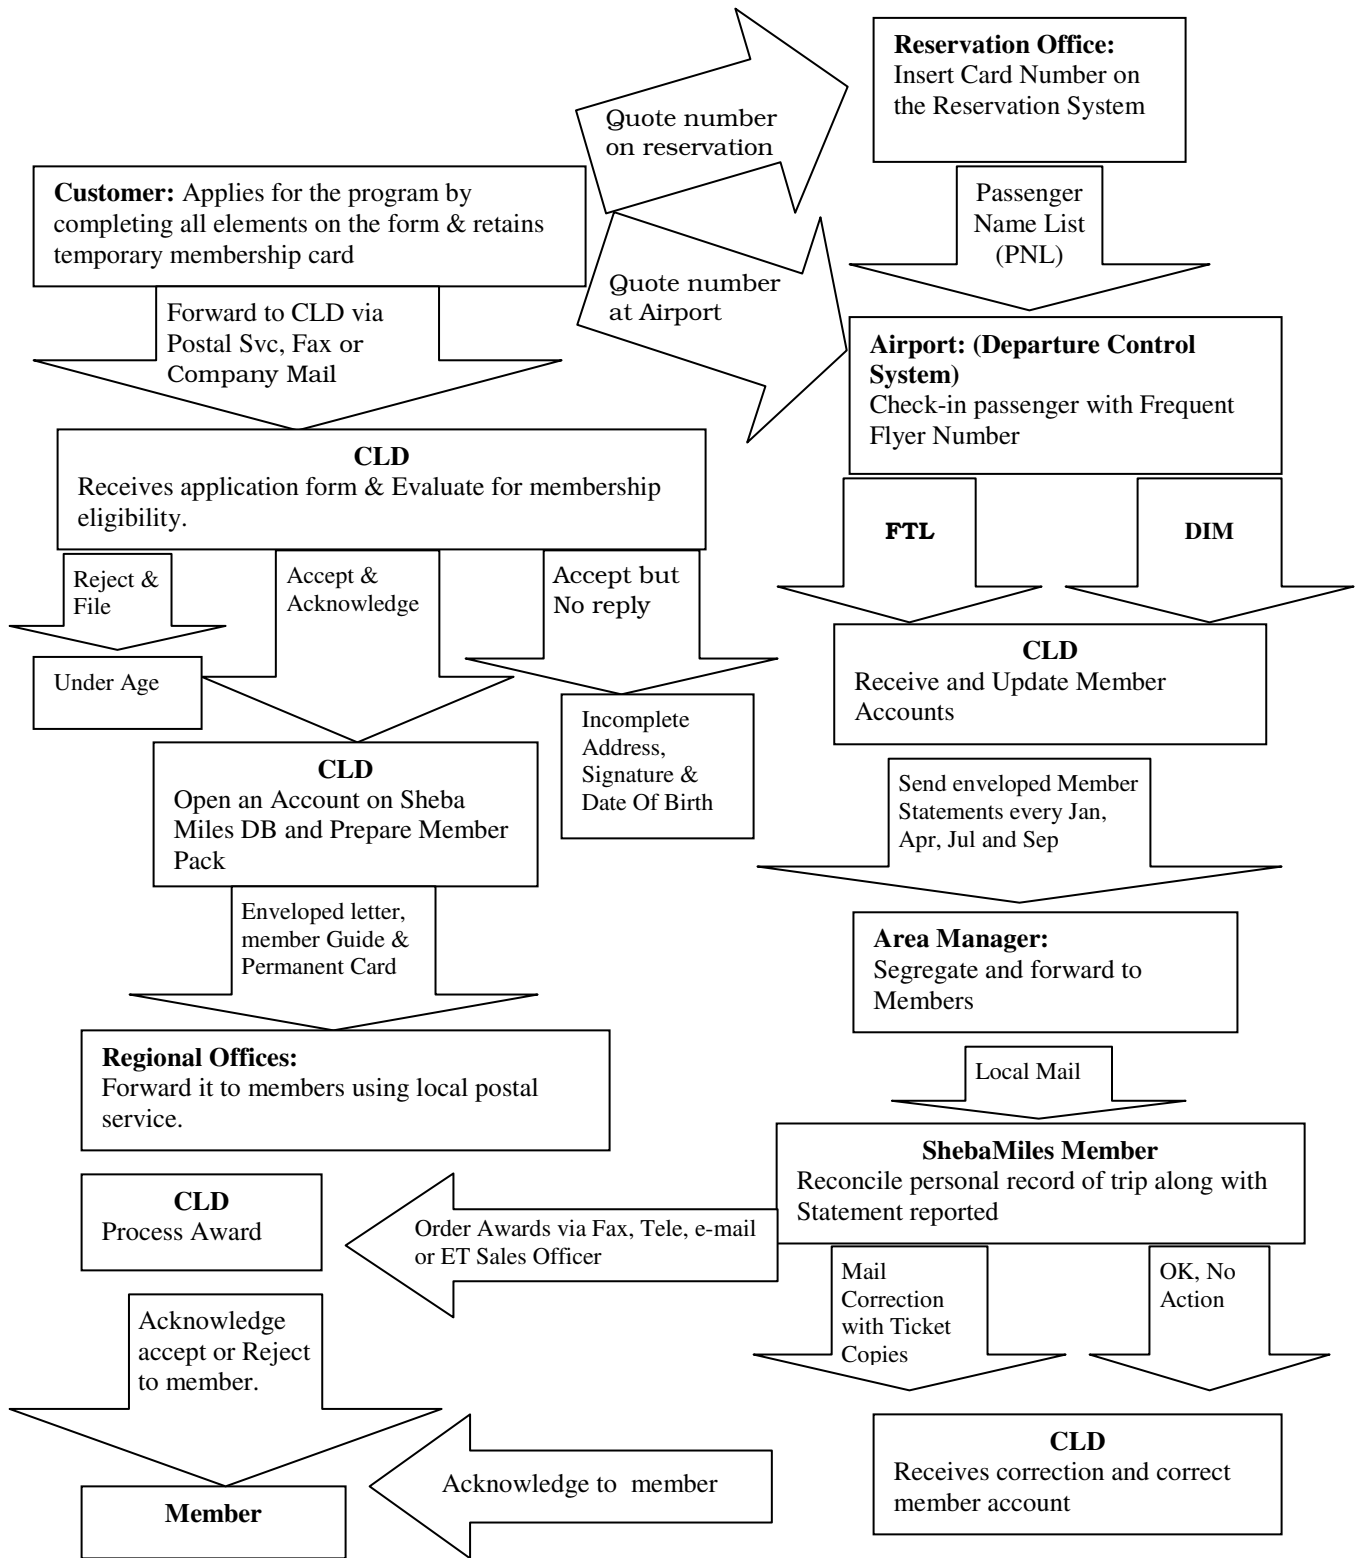 Reservation Office:
Insert Card Number on
the Reservation System
Quote number
on reservation
Customer: Applies for the program by
completing all elements on the form & retains
temporary membership card
Passenger
Name List
(PNL)
Quote number
at Airport
Forward to CLD via
Postal Svc, Fax or
Company Mail
Airport: (Departure Control
System)
Check-in passenger with Frequent
Flyer Number
CLD
Receives application form & Evaluate for membership
eligibility.
FTL
DIM
Reject &
File
Accept &
Acknowledge
Accept but
No reply
Under Age
CLD
Receive and Update Member
Accounts
Incomplete
Address,
Signature &
Date Of Birth
CLD
Open an Account on Sheba
Miles DB and Prepare Member
Pack
Send enveloped Member
Statements every Jan,
Apr, Jul and Sep
Enveloped letter,
member Guide &
Permanent Card
Area Manager:
Segregate and forward to
Members
Regional Offices:
Forward it to members using local postal
service.
Local Mail
ShebaMiles Member
Reconcile personal record of trip along with
Statement reported
CLD
Process Award
Order Awards via Fax, Tele, e-mail
or ET Sales Officer
Mail
Correction
with Ticket
Copies
OK, No
Action
Acknowledge
accept or Reject
to member.
CLD
Receives correction and correct
member account
Acknowledge to  member
Member